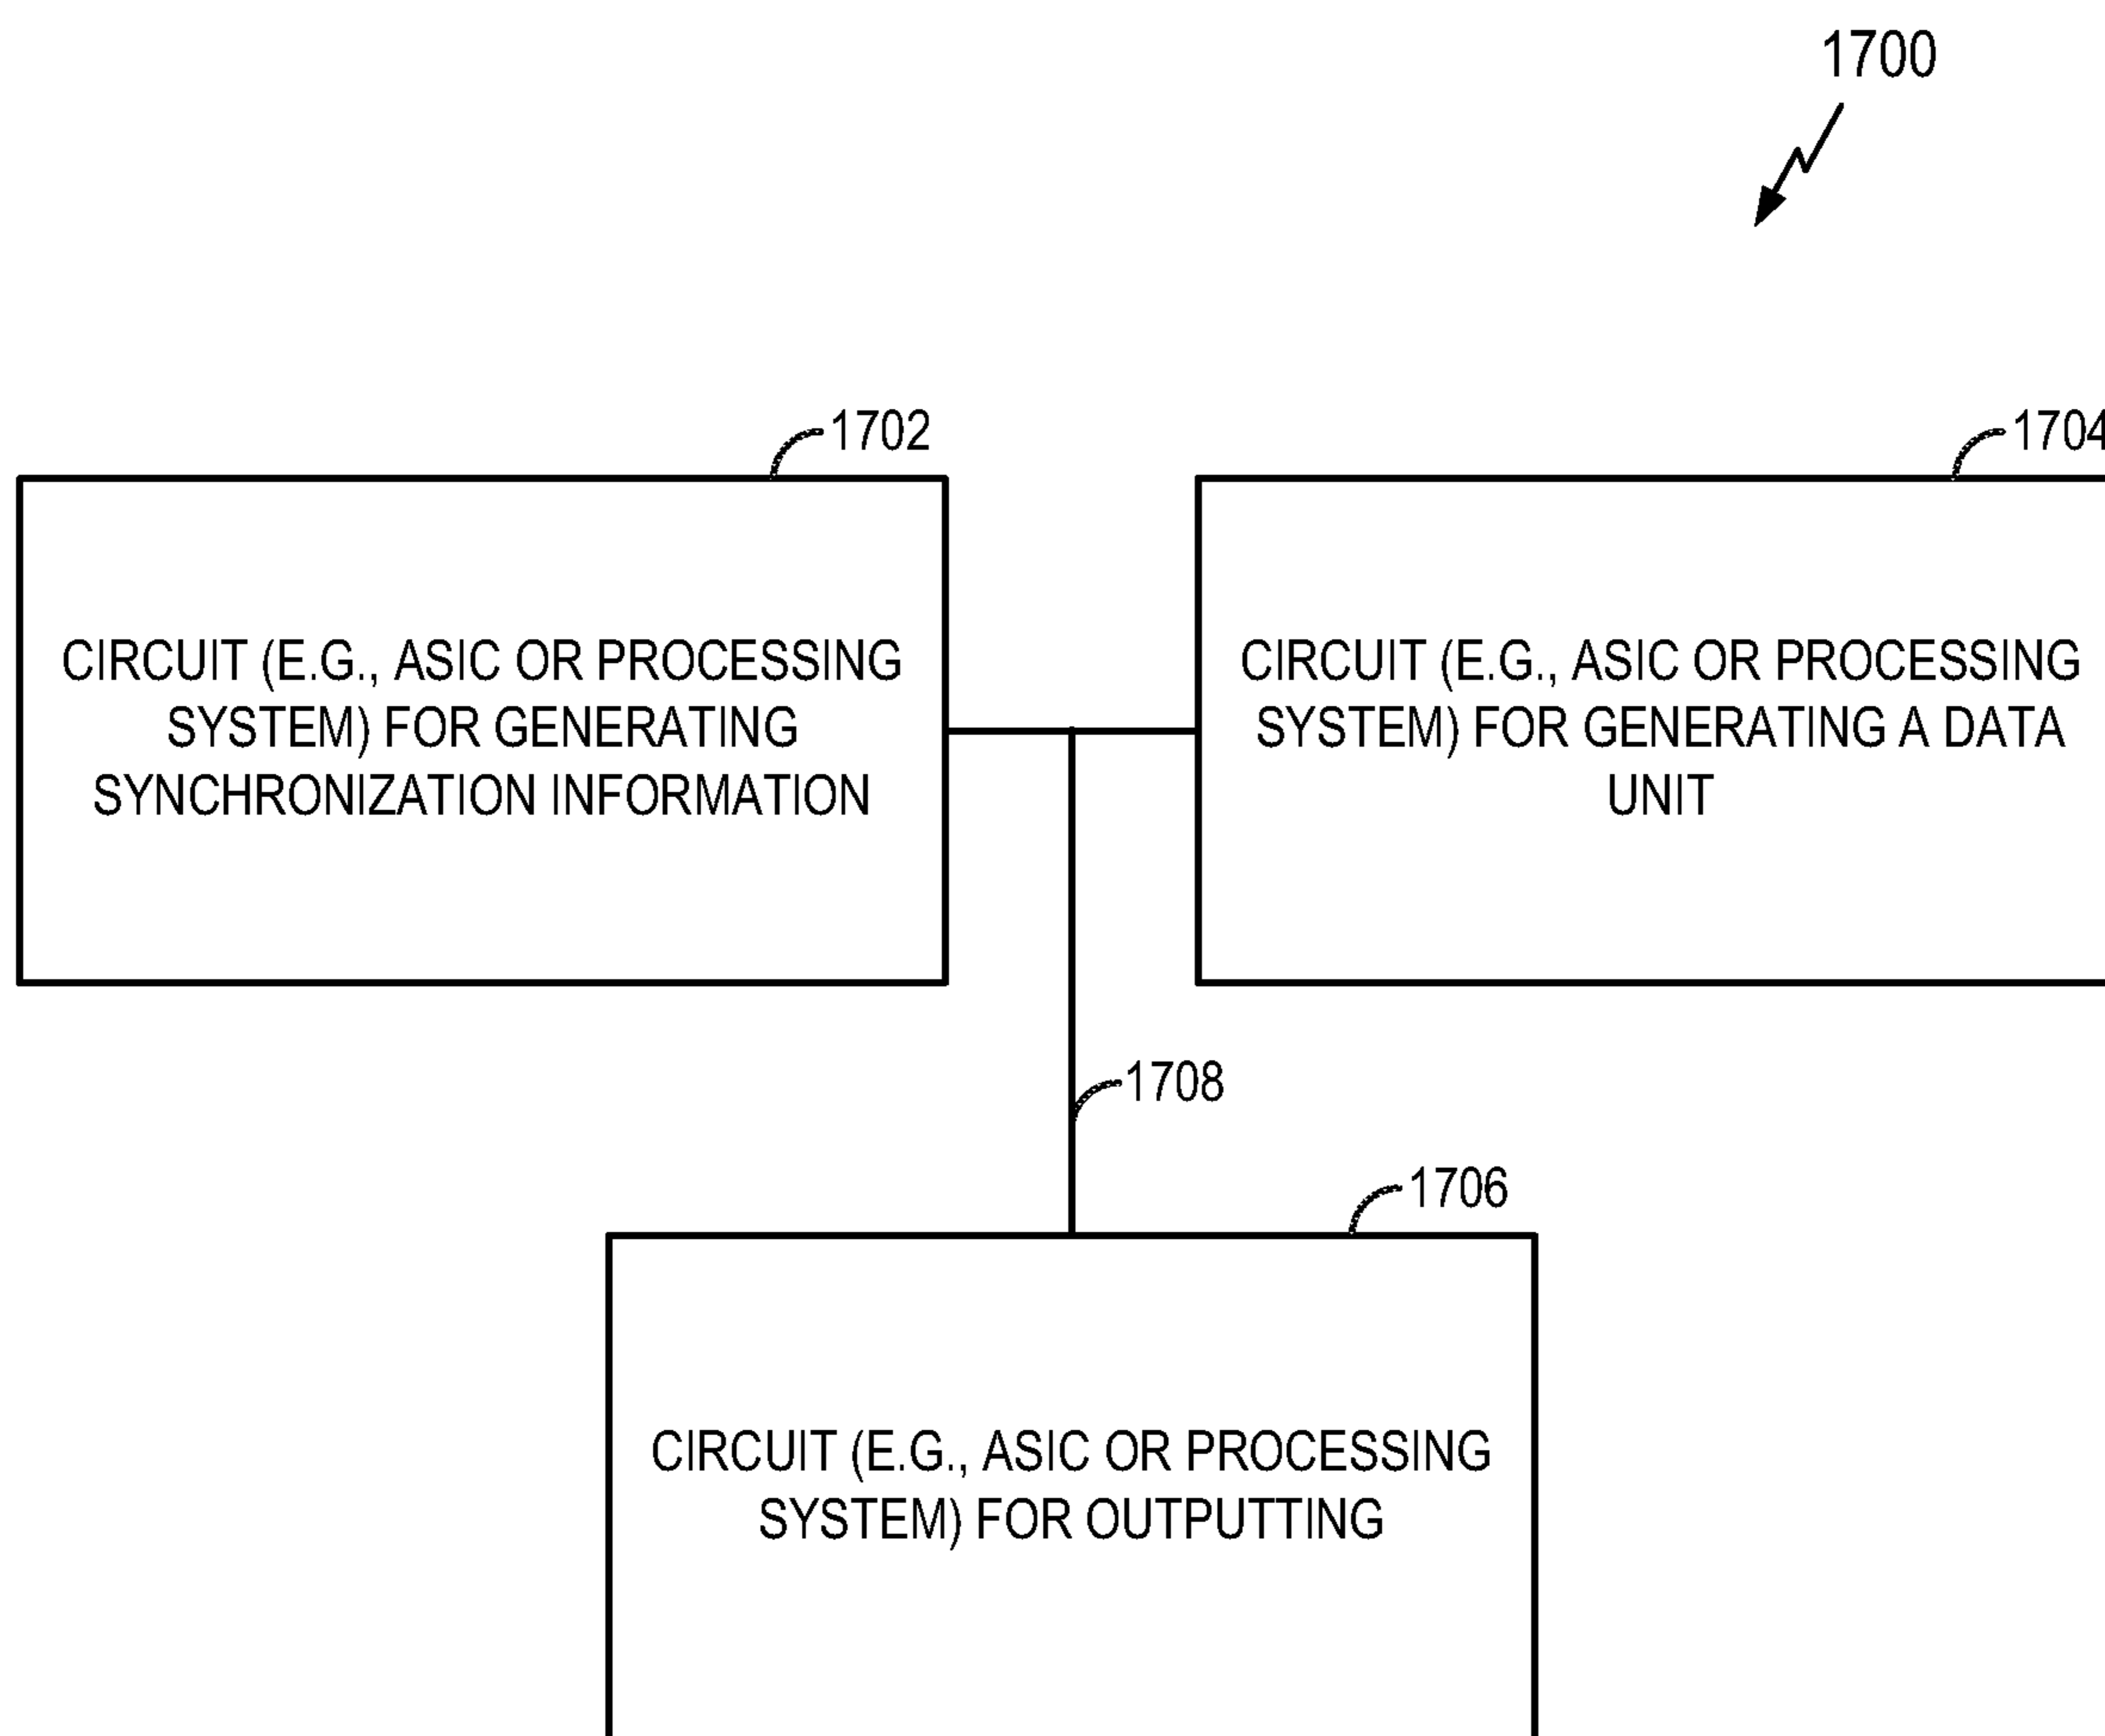 1700
1702
1704
CIRCUIT (E.G., ASIC OR PROCESSING
SYSTEM) FOR GENERATING
SYNCHRONIZATION INFORMATION
CIRCUIT (E.G., ASIC OR PROCESSING
SYSTEM) FOR GENERATING A DATA
UNIT
1708
1706
CIRCUIT (E.G., ASIC OR PROCESSING
SYSTEM) FOR OUTPUTTING